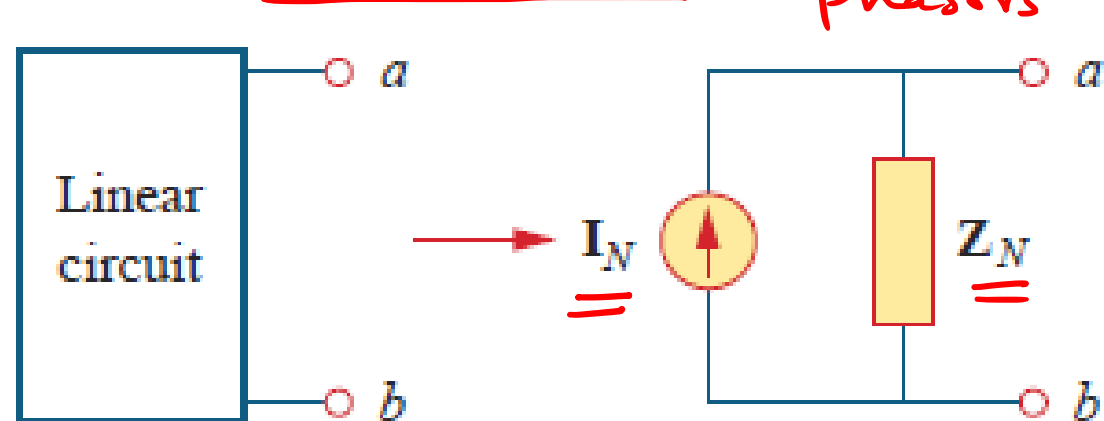 phasors
a
a
Linear
circuit
I_N
Z_N
b
b